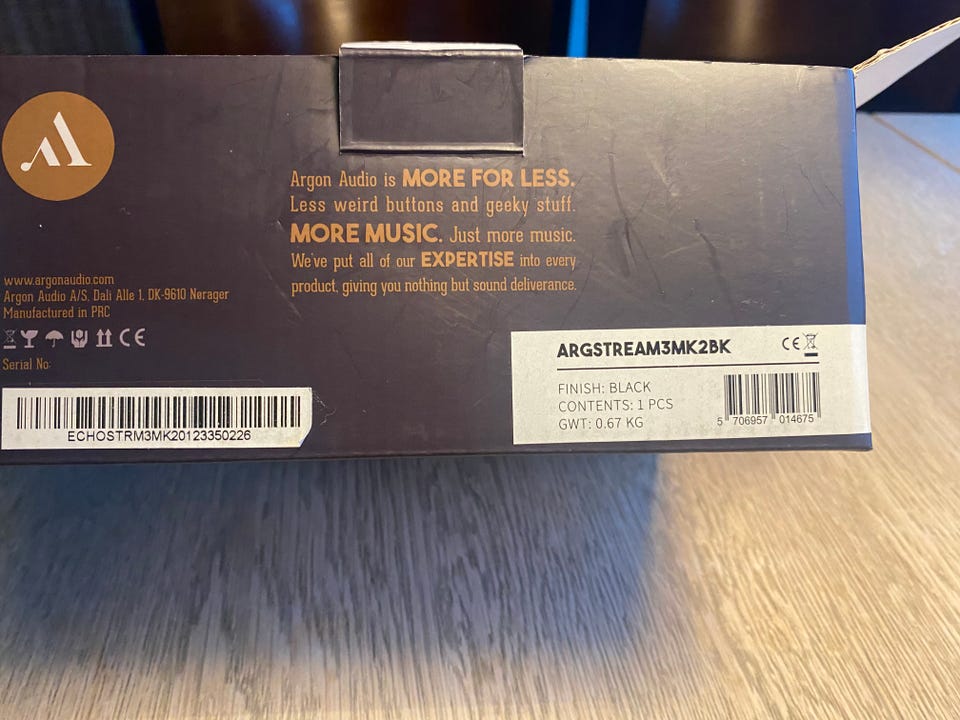 Argon Audio is MORE FOR LESS.
Less weird buttons and geeky stuff.
MORE MUSIC. Just more music.
We've put all of our EXPERTISE into every
product, giving you nothing but sound deliverance.
www.argonaudio.com
Argon Audio A/S, Dali Alle 1, DK-9610 Nørager
Manufactured in PRC
CE
Serial No:
ECHOSTRM3MK20123350226
ARGSTREAM3MK2BK CE
FINISH: BLACK
CONTENTS: 1 PCS
GWT: 0.67 KG
5 706957 014675